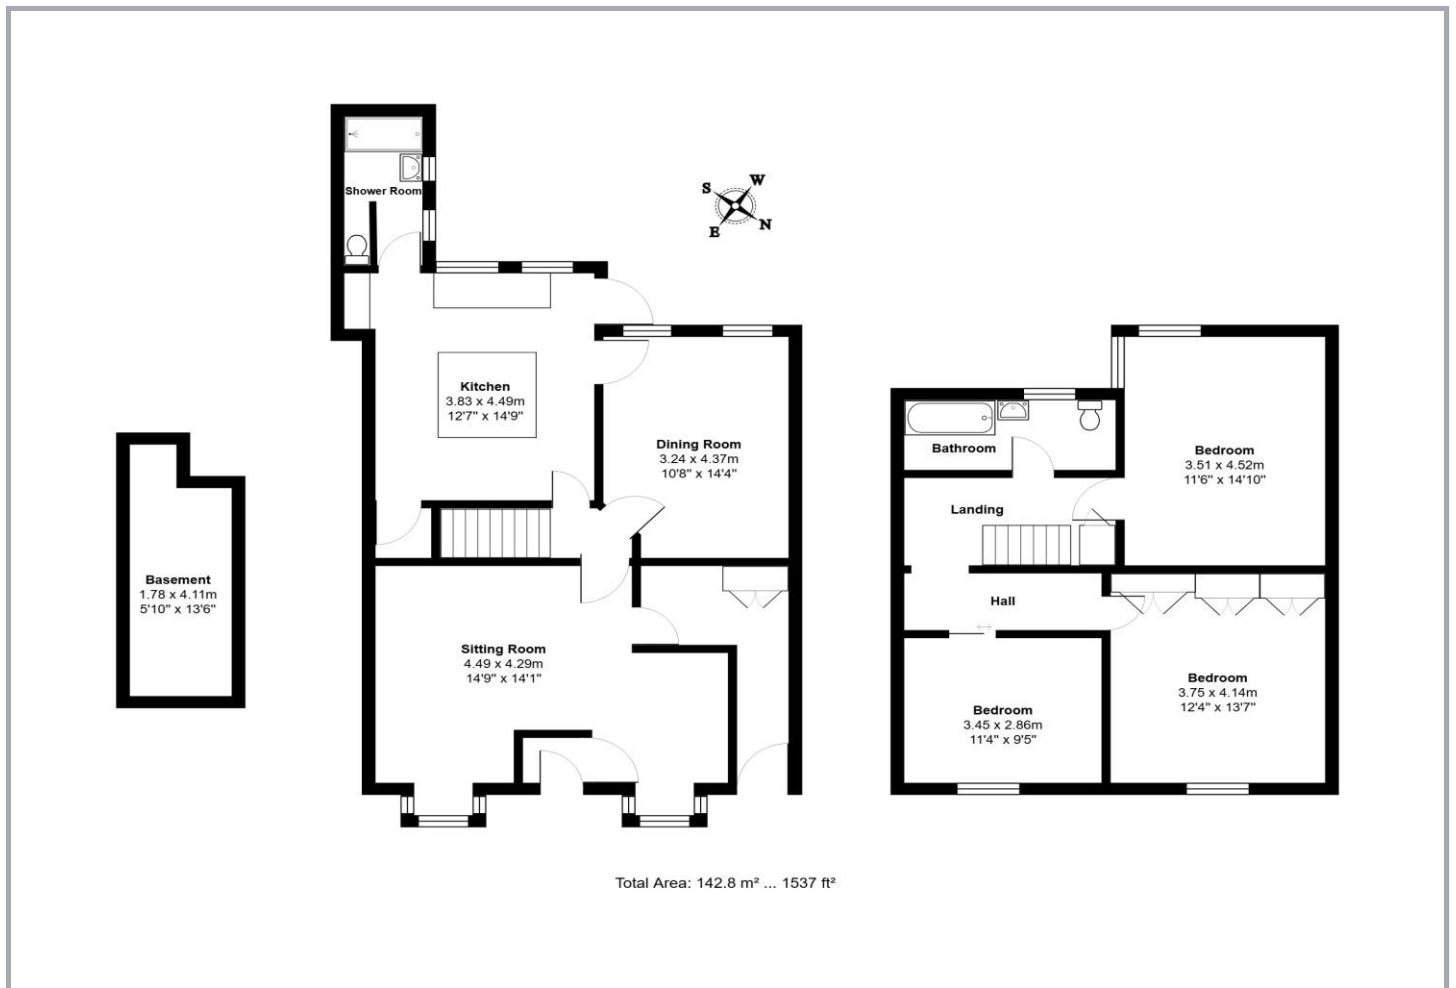 Shower Room
S
W
E
N
Kitchen
3.83 x 4.49m
12'7" x 14'9"
Dining Room
3.24 x 4.37m
10'8" x 14'4"
Basement
1.78 x 4.11m
5'10" x 13'6"
Sitting Room
4.49 x 4.29m
14'9" x 14'1"
Bathroom
Bedroom
3.51 x 4.52m
11'6" x 14'10"
Landing
Hall
Bedroom
3.45 x 2.86m
11'4" x 9'5"
Bedroom
3.75 x 4.14m
12'4" x 13'7"
Total Area: 142.8 m² ... 1537 ft²